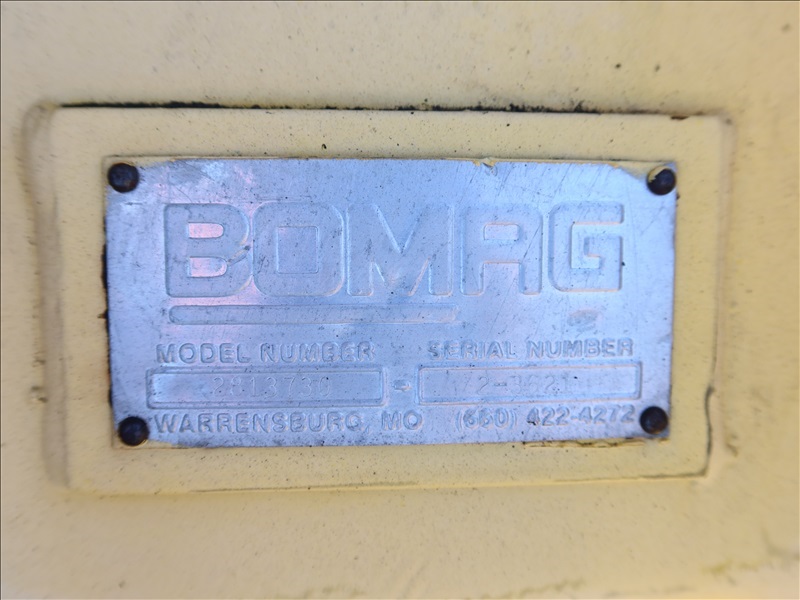 BOMAG
MODEL NUMBER SERIAL NUMBER
-
WARRENSBURG, MO (660) 422-4272